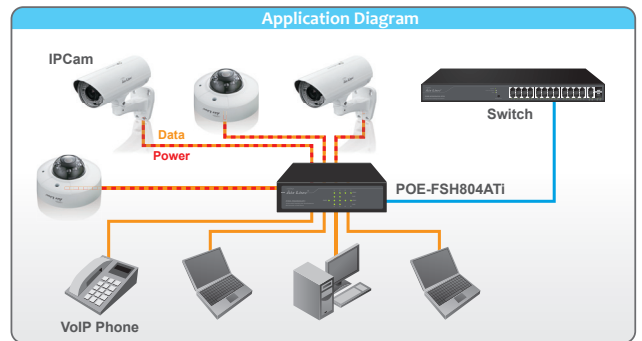 Application Diagram
IPCam
Data
Power
Switch
POE-FSH804ATi
VoIP Phone